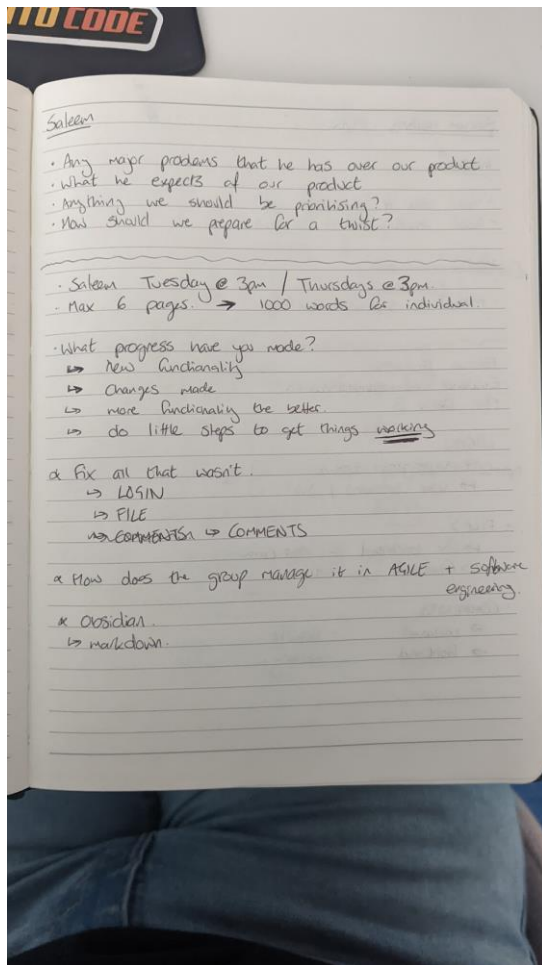 INTO CODE
Saleem
· Any major problems that he has over our product
· What he expects of our product
· Anything we should be prioritising?
· How should we prepare for a twist?
· Saleem Tuesday @ 3pm / Thursdays @ 3pm.
· Max 6 pages. → 1000 words for individual.
· What progress have you made?
↳ new functionality
↳ changes made
↳ more functionality the better.
↳ do little steps to get things working
* Fix all that wasn't.
↳ LOGIN
↳ FILE
↳ COMMENTS ↳ COMMENTS
* How does the group manage it in AGILE + software
engineering.
* Obsidian.
↳ markdown.